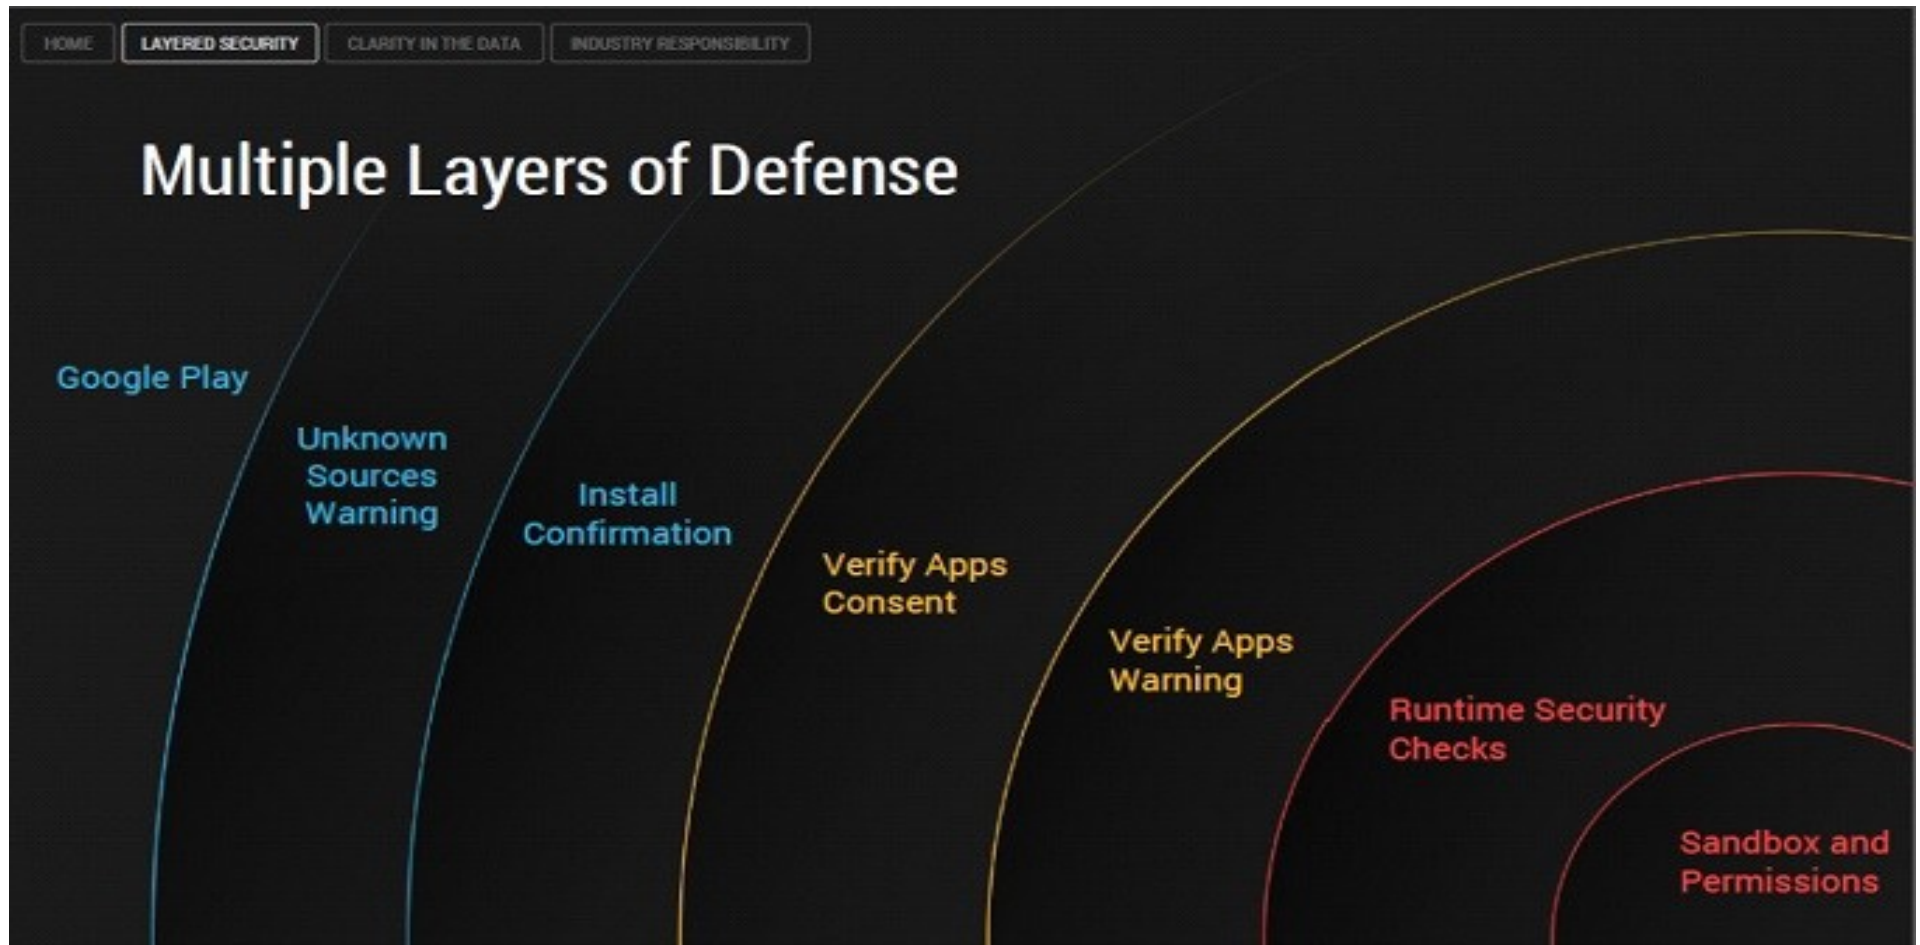 HOME LAYERED SECURITY CLARITY IN THE DATA INDUSTRY RESPONSIBILITY
Multiple Layers of Defense
Google Play
Unknown
Sources
Warning
Install
Confirmation
Verify Apps
Consent
Verify Apps
Warning
Runtime Security
Checks
Sandbox and
Permissions